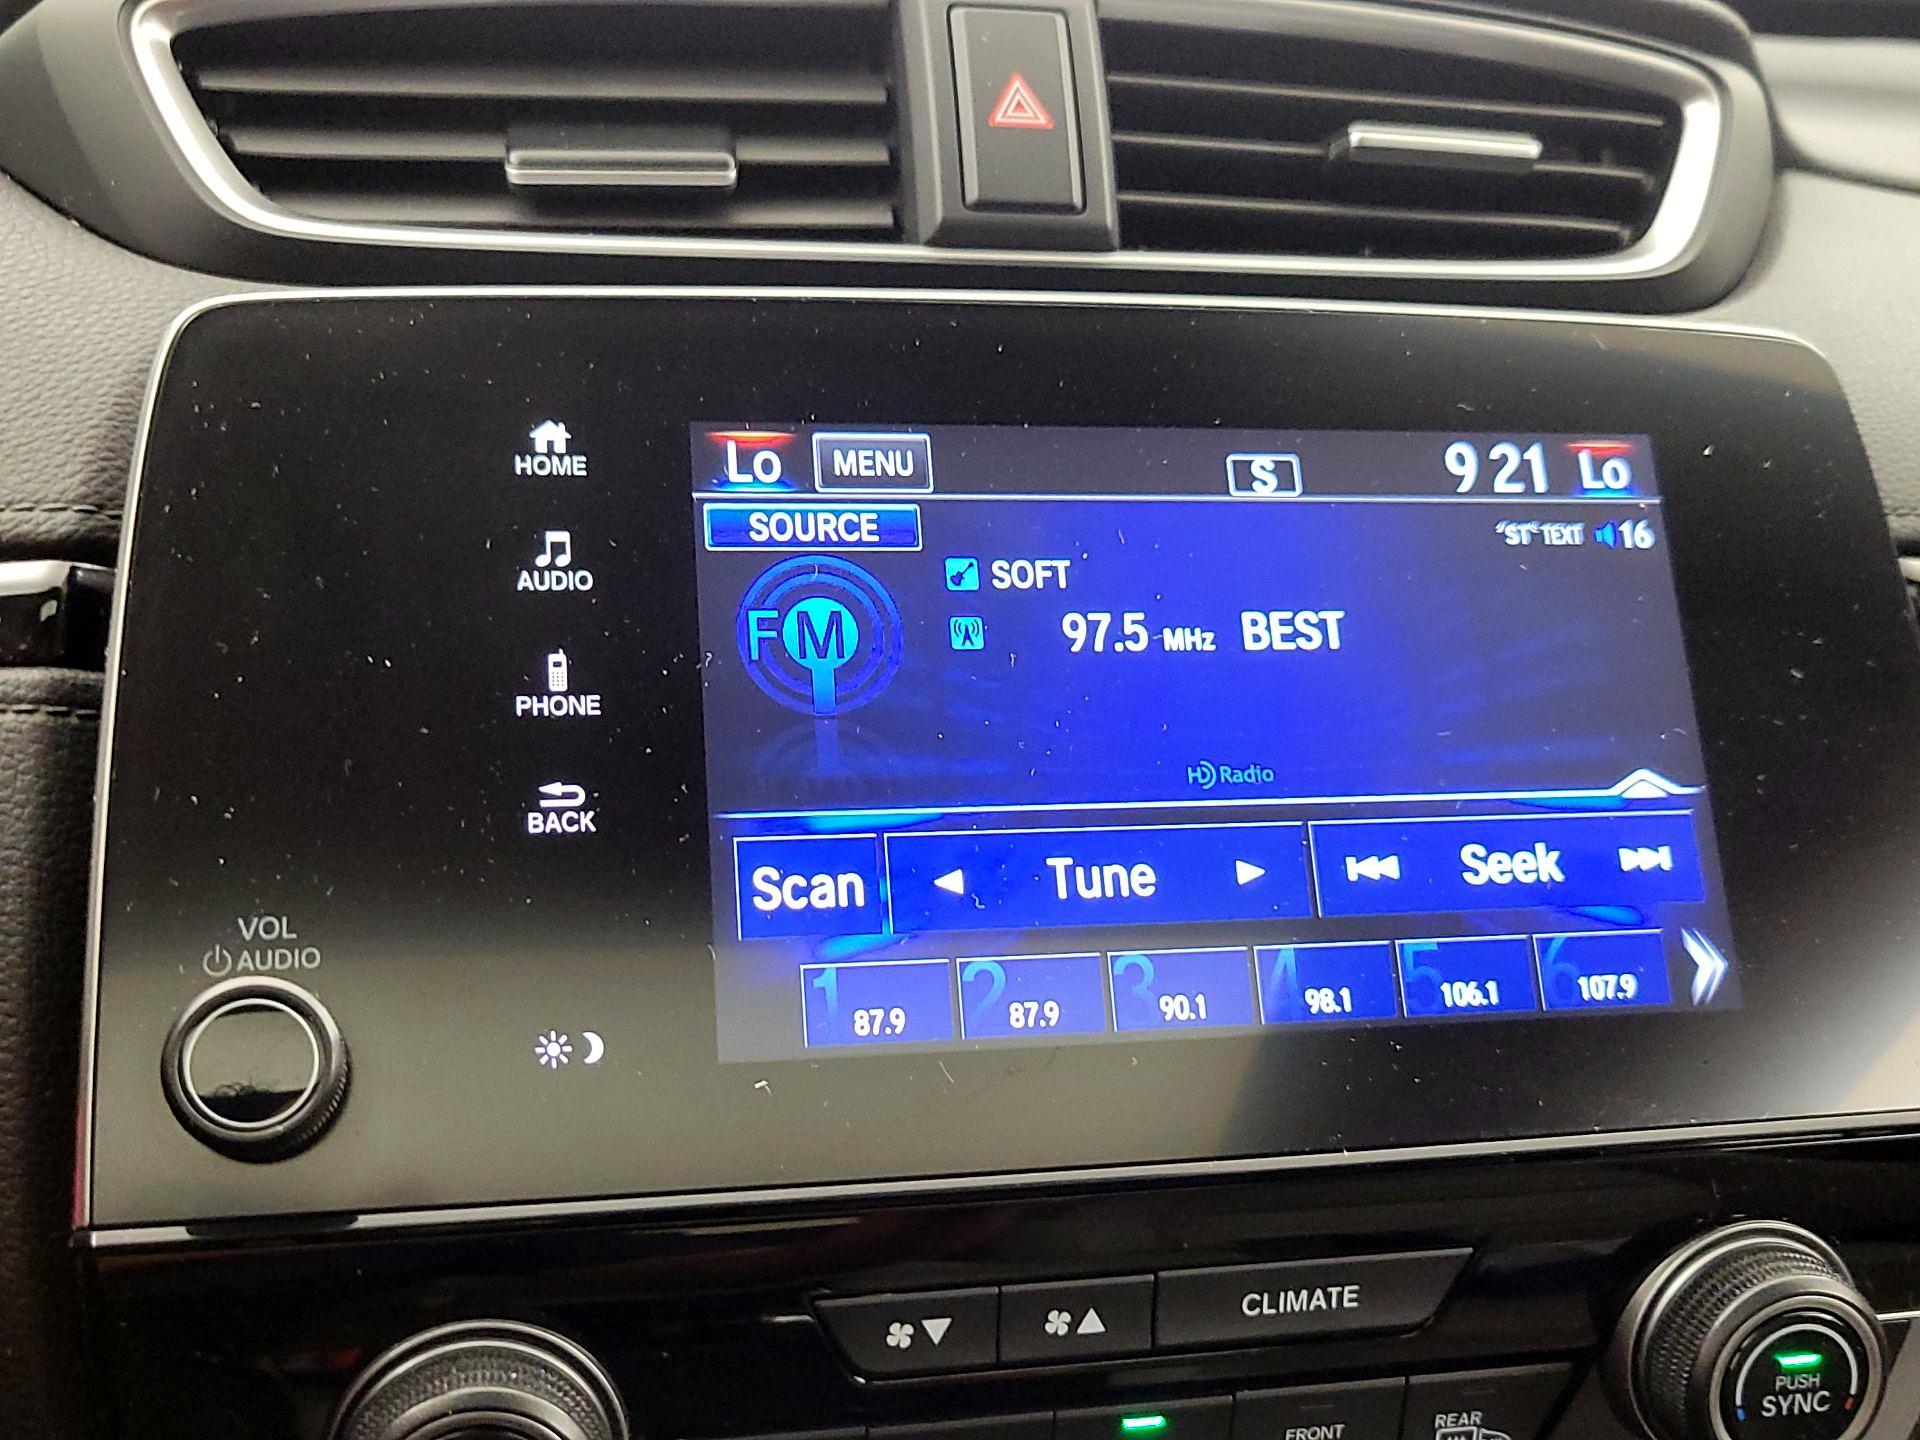 HOME
AUDIO
PHONE
BACK
VOL
AUDIO
Lo MENU S 9 21 Lo
SOURCE
"ST" TEXT 16
FM
SOFT
97.5 MHz BEST
HD Radio
Scan Tune Seek
1 87.9
2 87.9
3 90.1
4 98.1
5 106.1
6 107.9
CLIMATE
PUSH
SYNC
FRONT
REAR